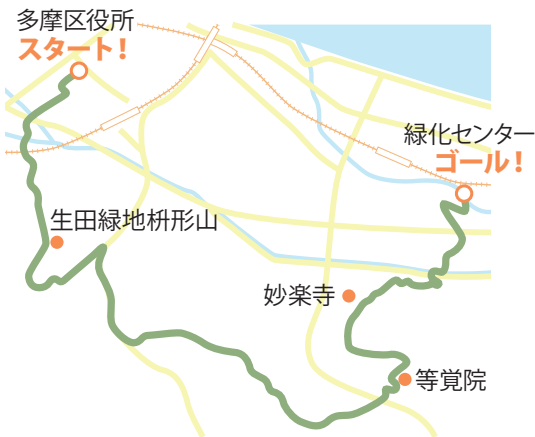 多摩区役所
スタート！
緑化センター
ゴール！
生田緑地枡形山
妙楽寺
等覚院